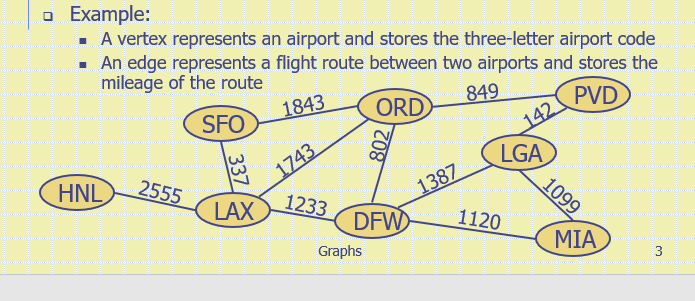 Example:
A vertex represents an airport and stores the three-letter airport code
An edge represents a flight route between two airports and stores the
mileage of the route
PVD
849
ORD
1843
142
SFO
802
LGA
1743
337
1387
HNL
2555
1099
LAX
1233
DFW
1120
MIA
Graphs
3